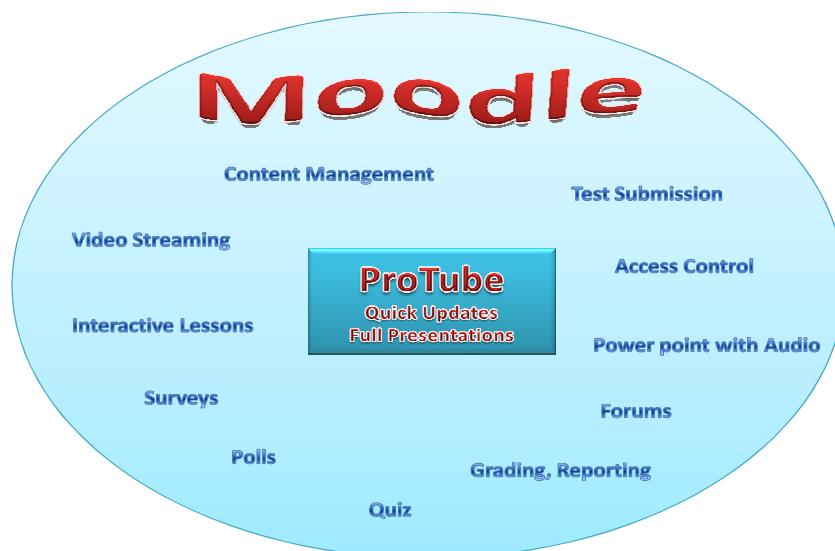 Moodle
Content Management
Test Submission
Video Streaming
Access Control
ProTube
Quick Updates
Full Presentations
Interactive Lessons
Power point with Audio
Surveys
Forums
Polls
Grading, Reporting
Quiz